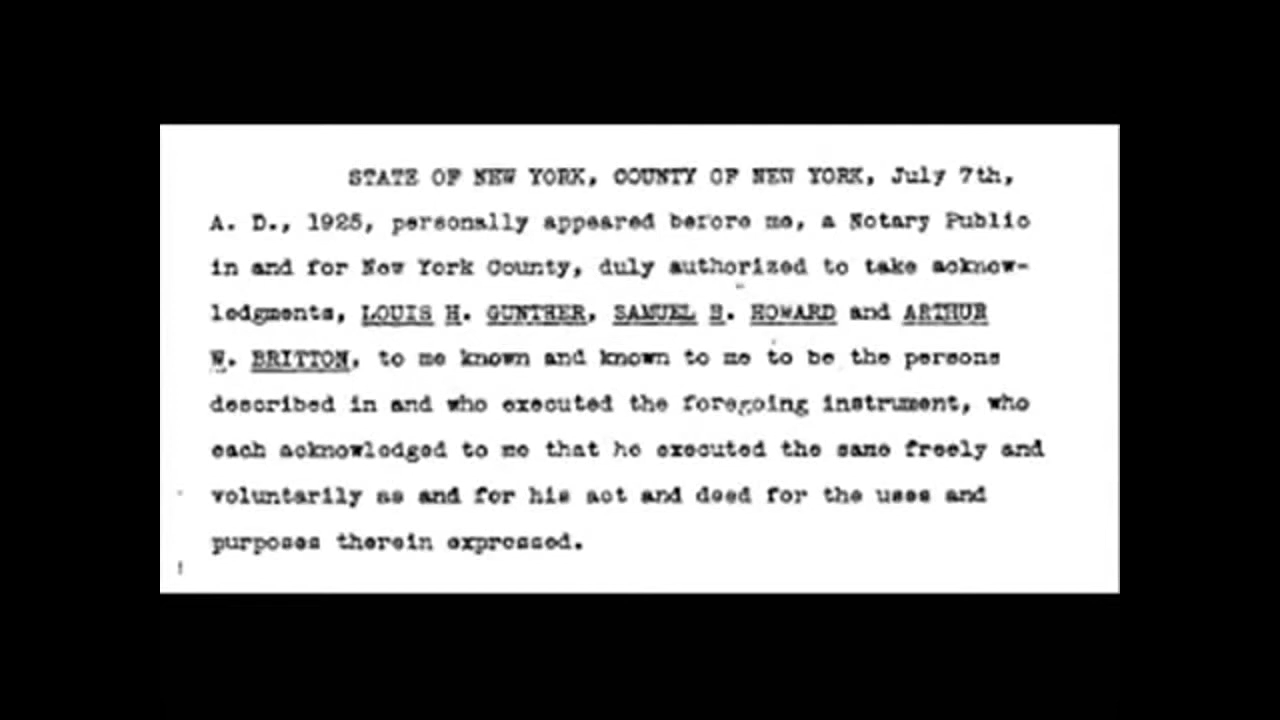 STATE OF NEW YORK, COUNTY OF NEW YORK, July 7th,
A. D., 1925, personally appeared before me, a Notary Public
in and for New York County, duly authorized to take acknow-
ledgments, LOUIS H. GUNTHER, SAMUEL B. HOWARD and ARTHUR
W. BRITTON, to me known and known to me to be the persons
described in and who executed the foregoing instrument, who
each acknowledged to me that he executed the same freely and
voluntarily as and for his act and deed for the uses and
purposes therein expressed.